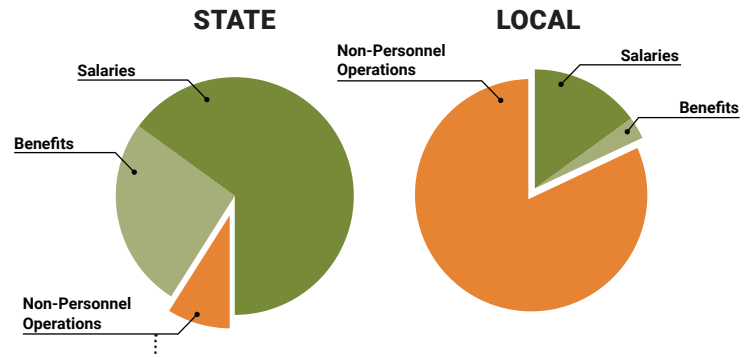 STATE
Salaries
Benefits
Non-Personnel
Operations
LOCAL
Non-Personnel
Operations
Salaries
Benefits